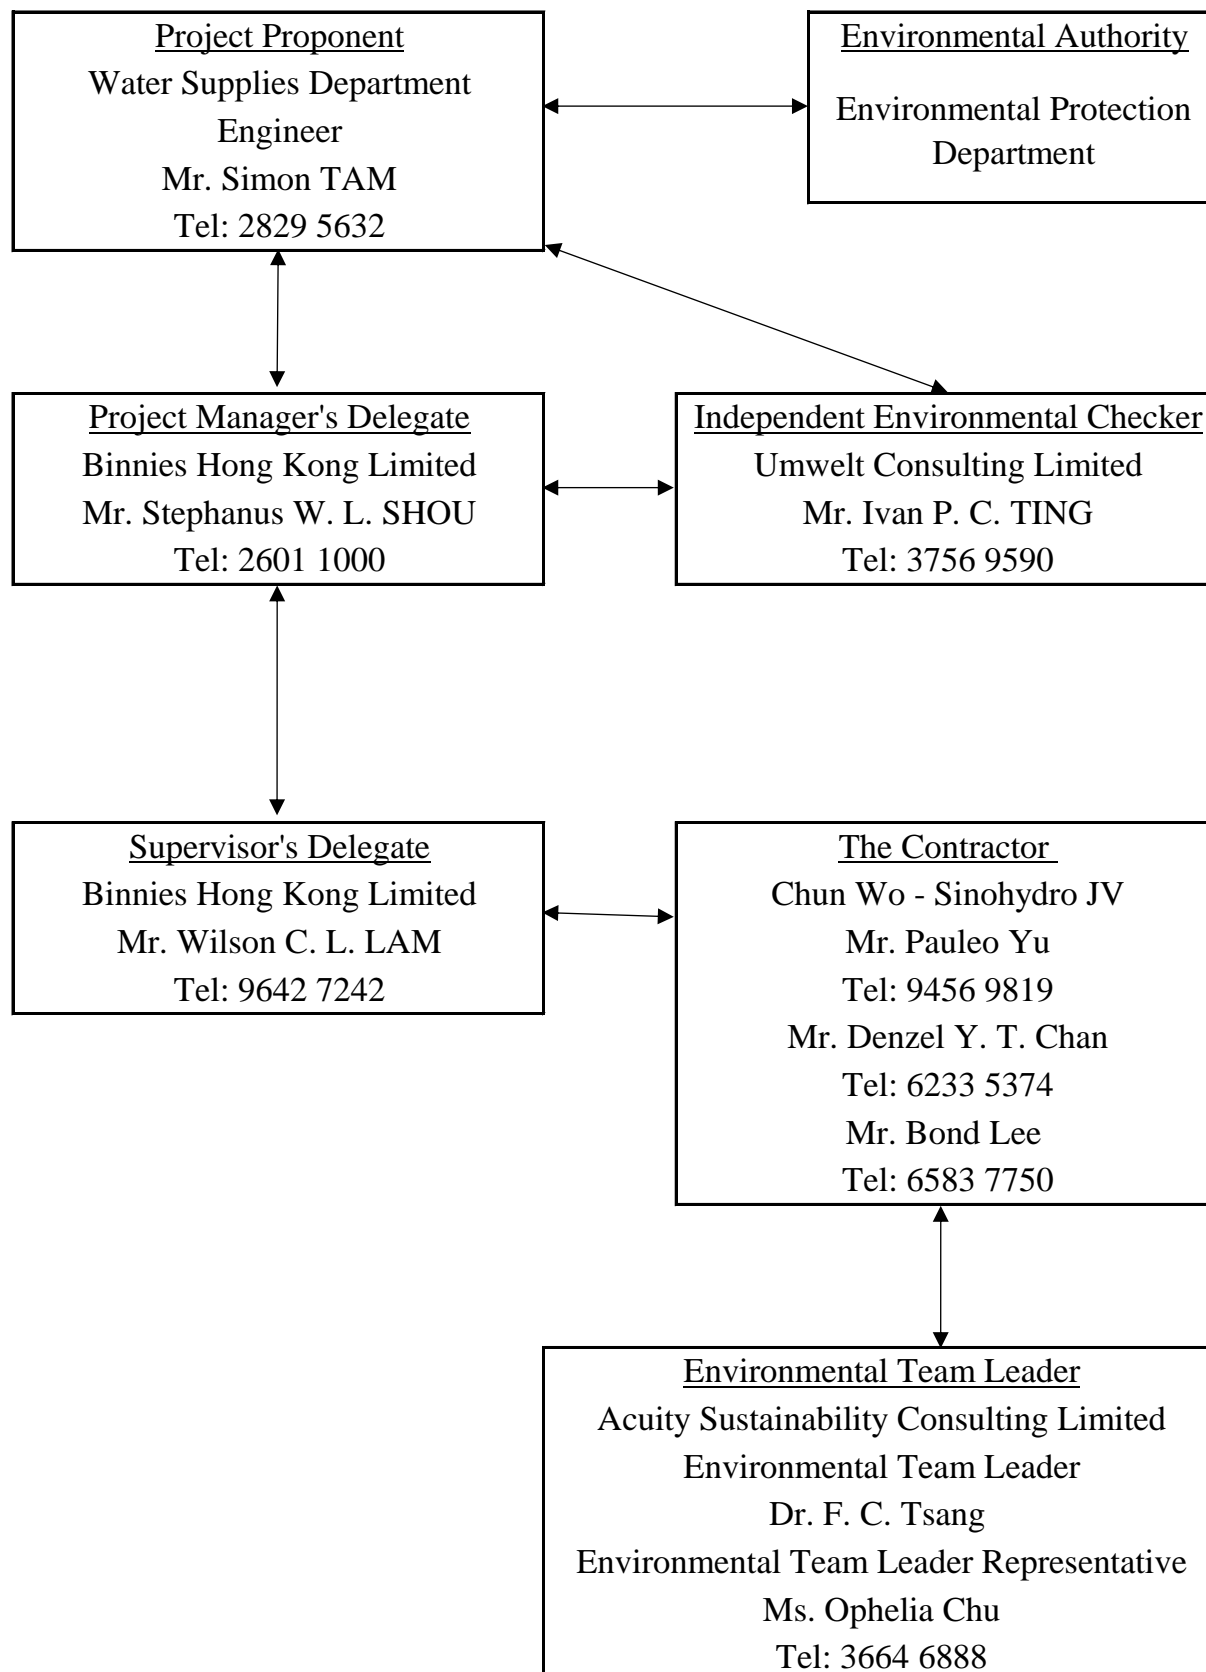 Project Proponent
Water Supplies Department
Engineer
Mr. Simon TAM
Tel: 2829 5632
Environmental Authority
Environmental Protection
Department
Project Manager's Delegate
Binnies Hong Kong Limited
Mr. Stephanus W. L. SHOU
Tel: 2601 1000
Independent Environmental Checker
Umwelt Consulting Limited
Mr. Ivan P. C. TING
Tel: 3756 9590
Supervisor's Delegate
Binnies Hong Kong Limited
Mr. Wilson C. L. LAM
Tel: 9642 7242
The Contractor
Chun Wo - Sinohydro JV
Mr. Pauleo Yu
Tel: 9456 9819
Mr. Denzel Y. T. Chan
Tel: 6233 5374
Mr. Bond Lee
Tel: 6583 7750
Environmental Team Leader
Acuity Sustainability Consulting Limited
Environmental Team Leader
Dr. F. C. Tsang
Environmental Team Leader Representative
Ms. Ophelia Chu
Tel: 3664 6888